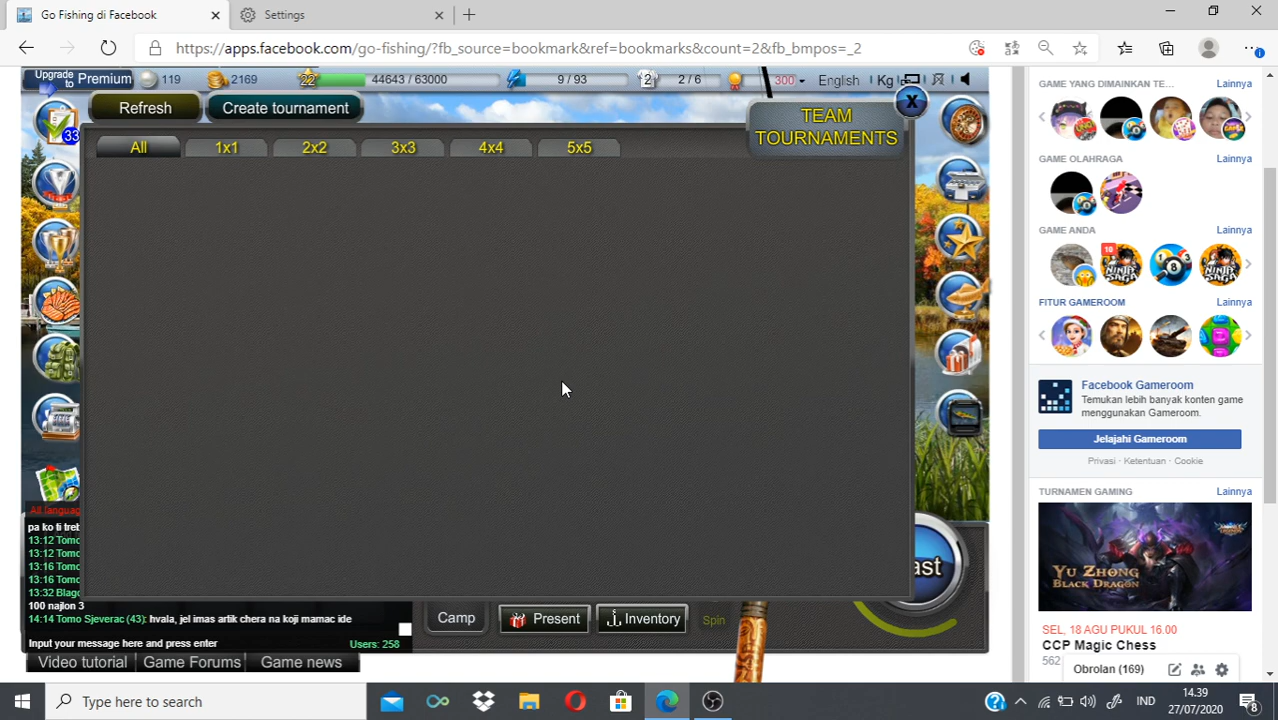 Go Fishing di Facebook
Settings
https://apps.facebook.com/go-fishing/?fb_source=bookmark&ref=bookmarks&count=2&fb_bmpos=_2
Upgrade to Premium
119
2169
22
44643 / 63000
9 / 93
2
2 / 6
300
English
Kg
Refresh
Create tournament
X
TEAM
TOURNAMENTS
33
All
1x1
2x2
3x3
4x4
5x5
pa ko ti treb
13:12 Tomo
13:12 Tomo
13:16 Tomo
13:16 Tomo
13:32 Blago
100 najlon 3
14:14 Tomo Sjeverac (43): hvala, jel imas artik chera na koji mamac ide
Input your message here and press enter
Users: 258
Video tutorial
Game Forums
Game news
Camp
Present
Inventory
Spin
ast
GAME YANG DIMAINKAN TE...
Lainnya
GAME OLAHRAGA
Lainnya
GAME ANDA
Lainnya
FITUR GAMEROOM
Lainnya
Facebook Gameroom
Temukan lebih banyak konten game
menggunakan Gameroom.
Jelajahi Gameroom
Privasi · Ketentuan · Cookie
TURNAMEN GAMING
Lainnya
YU ZHONG
BLACK DRAGON
SEL, 18 AGU PUKUL 16.00
CCP Magic Chess
562
Obrolan (169)
Type here to search
IND
14.39
27/07/2020
8